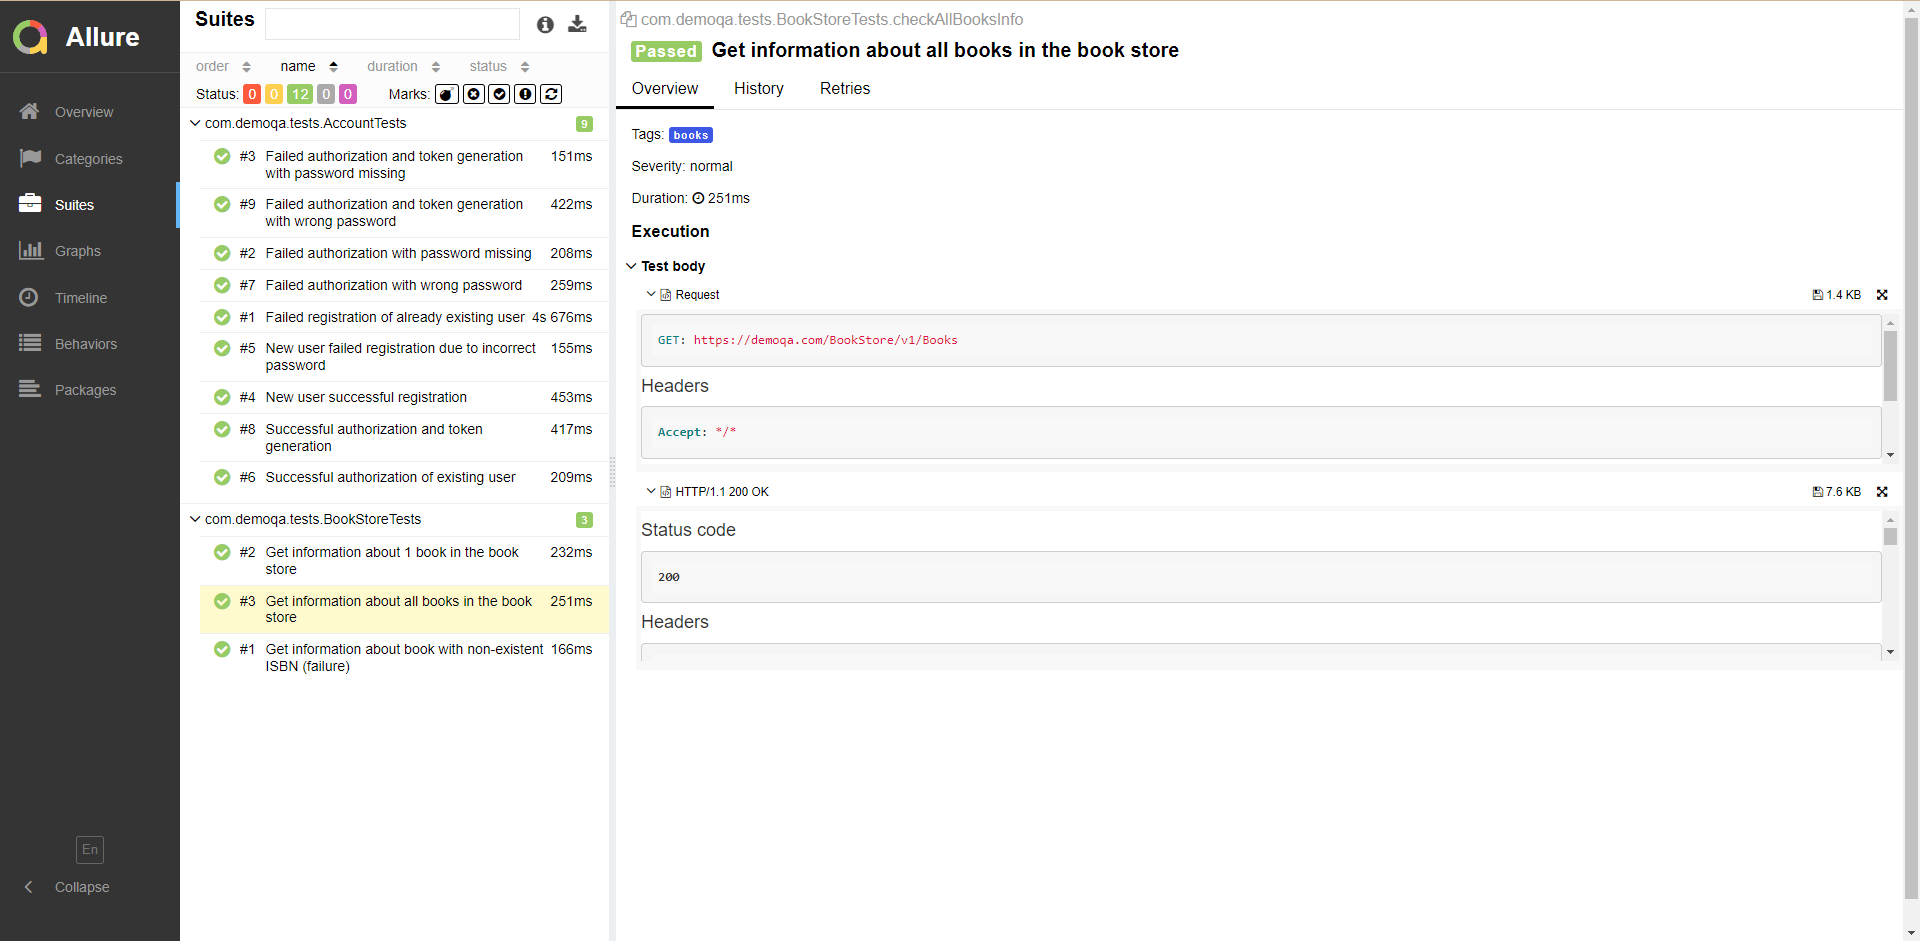 Allure
Overview
Categories
Suites
Graphs
Timeline
Behaviors
Packages
En
Collapse
Suites
order name duration status
Status: 0 0 12 0 0 Marks:
com.demoqa.tests.AccountTests 9
#3 Failed authorization and token generation 151ms
with password missing
#9 Failed authorization and token generation 422ms
with wrong password
#2 Failed authorization with password missing 208ms
#7 Failed authorization with wrong password 259ms
#1 Failed registration of already existing user 4s 676ms
#5 New user failed registration due to incorrect 155ms
password
#4 New user successful registration 453ms
#8 Successful authorization and token 417ms
generation
#6 Successful authorization of existing user 209ms
com.demoqa.tests.BookStoreTests 3
#2 Get information about 1 book in the book 232ms
store
#3 Get information about all books in the book 251ms
store
#1 Get information about book with non-existent 166ms
ISBN (failure)
com.demoqa.tests.BookStoreTests.checkAllBooksInfo
Passed Get information about all books in the book store
Overview History Retries
Tags: books
Severity: normal
Duration: 251ms
Execution
Test body
Request 1.4 KB
GET: https://demoqa.com/BookStore/v1/Books
Headers
Accept: */*
HTTP/1.1 200 OK 7.6 KB
Status code
200
Headers